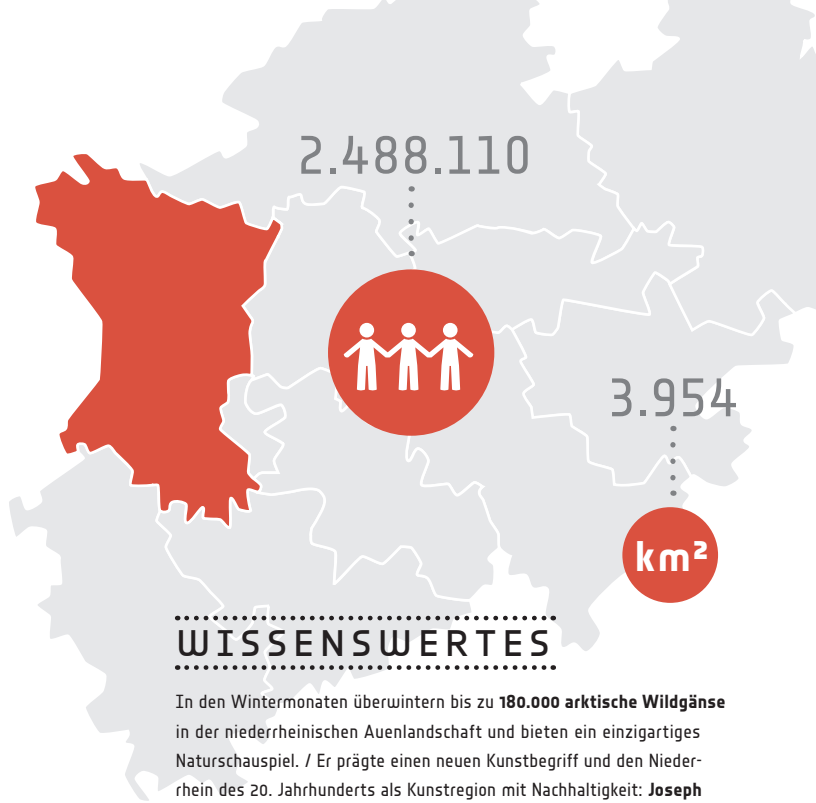 2.488.110
3.954
km²
WISSENSWERTES
In den Wintermonaten überwintern bis zu 180.000 arktische Wildgänse
in der niederrheinischen Auenlandschaft und bieten ein einzigartiges
Naturschauspiel. / Er prägte einen neuen Kunstbegriff und den Nieder-
rhein des 20. Jahrhunderts als Kunstregion mit Nachhaltigkeit: Joseph